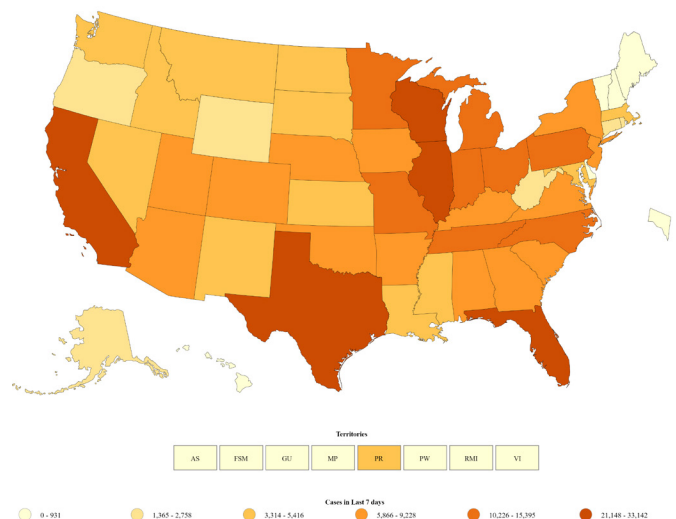 Territories
AS FSM GU MP PR PW RMI VI
Cases in Last 7 days
0 - 931 1,365 - 2,758 3,314 - 5,416 5,866 - 9,228 10,226 - 15,395 21,148 - 33,142